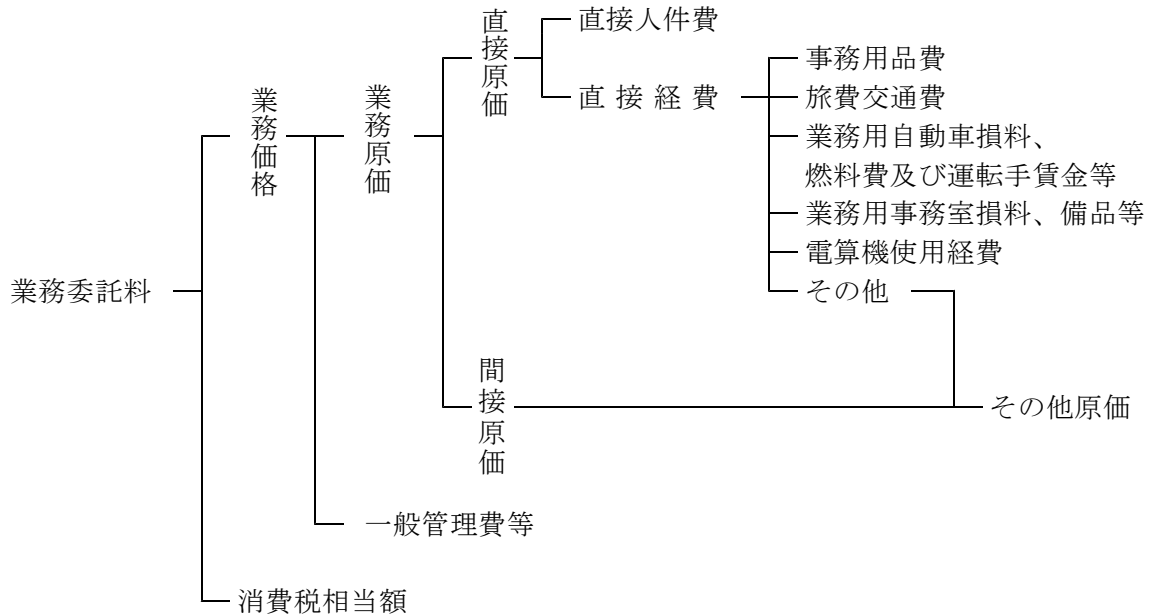 業務委託料
業務価格
業務原価
直接原価
直接人件費
直接経費
事務用品費
旅費交通費
業務用自動車損料、
燃料費及び運転手賃金等
業務用事務室損料、備品等
電算機使用経費
その他
間接原価
その他原価
一般管理費等
消費税相当額